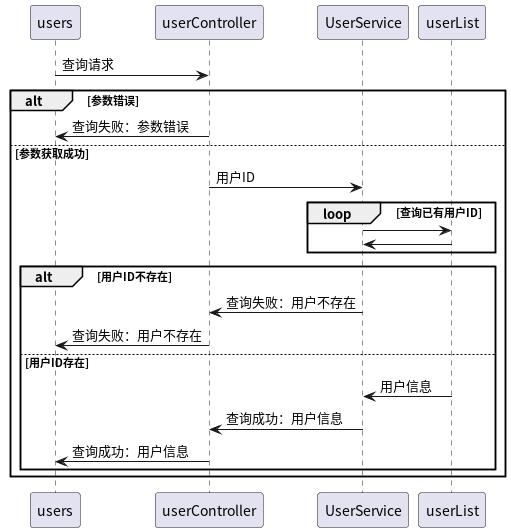 users userController UserService userList
查询请求
alt [参数错误]
查询失败：参数错误
[参数获取成功]
用户ID
loop [查询已有用户ID]
alt [用户ID不存在]
查询失败：用户不存在
查询失败：用户不存在
[用户ID存在]
用户信息
查询成功：用户信息
查询成功：用户信息
users userController UserService userList